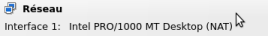 Réseau
Interface 1: Intel PRO/1000 MT Desktop (NAT)